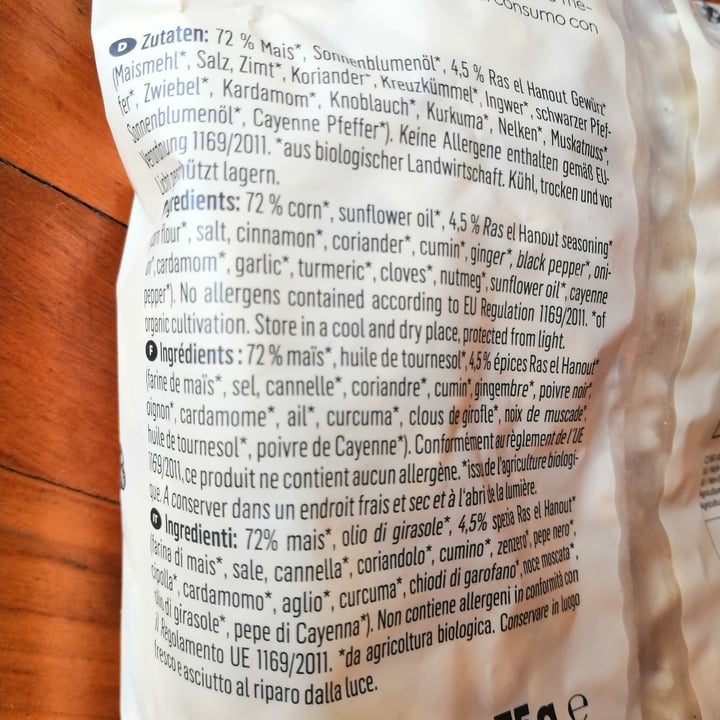 consumo con
D Zutaten: 72 % Mais*, Sonnenblumenöl*, 4,5 % Ras el Hanout Gewürz*
(Maismehl*, Salz, Zimt*, Koriander*, Kreuzkümmel*, Ingwer*, schwarzer Pfef-
fer*, Zwiebel*, Kardamom*, Knoblauch*, Kurkuma*, Nelken*, Muskatnuss*,
Sonnenblumenöl*, Cayenne Pfeffer*). Keine Allergene enthalten gemäß EU-
Verordnung 1169/2011. *aus biologischer Landwirtschaft. Kühl, trocken und vor
Licht geschützt lagern.
72 % corn*, sunflower oil*, 4,5 % Ras el Hanout seasoning*
flour*, salt, cinnamon*, coriander*, cumin*, ginger*, black pepper*, oni-
cardamom*, garlic*, turmeric*, cloves*, nutmeg*, sunflower oil*, cayenne
pepper*). No allergens contained according to EU Regulation 1169/2011. *of
organic cultivation. Store in a cool and dry place, protected from light.
F Ingrédients : 72 % maïs*, huile de tournesol*, 4,5% épices Ras el Hanout*
(farine de maïs*, sel, cannelle*, coriandre*, cumin*, gingembre*, poivre noir*,
oignon*, cardamome*, ail*, curcuma*, clous de girofle*, noix de muscade*,
huile de tournesol*, poivre de Cayenne*). Conformément au règlement de l'UE
1169/2011, ce produit ne contient aucun allergène. *issu de l'agriculture biologi-
que. A conserver dans un endroit frais et sec et à l'abri de la lumière.
Ingredienti: 72% mais*, olio di girasole*, 4,5% spezia Ras el Hanout*
(farina di mais*, sale, cannella*, coriandolo*, cumino*, zenzero*, pepe nero*,
cipolla*, cardamomo*, aglio*, curcuma*, chiodi di garofano*, noce moscata*,
olio di girasole*, pepe di Cayenna*). Non contiene allergeni in conformità con
il Regolamento UE 1169/2011. *da agricoltura biologica. Conservare in luogo
fresco e asciutto al riparo dalla luce.
75g e